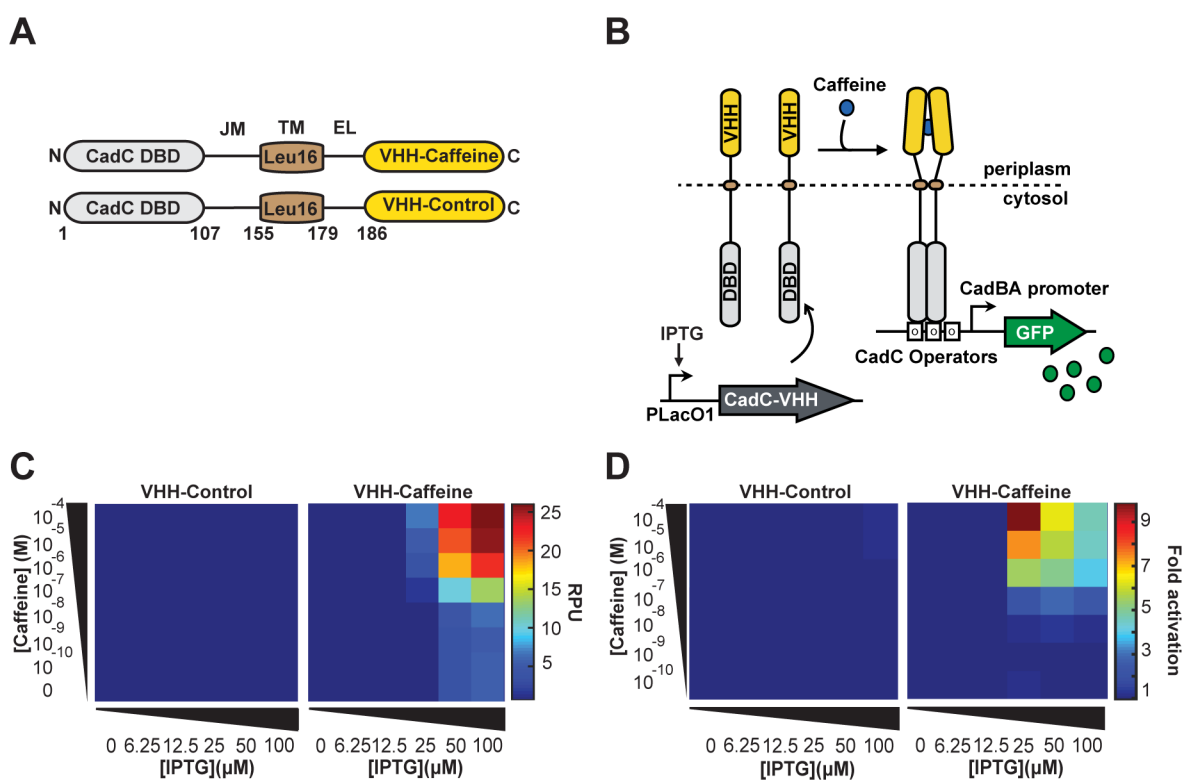 A
JM TM EL
N CadC DBD Leu16 VHH-Caffeine C
N CadC DBD Leu16 VHH-Control C
1 107 155 179 186
B
Caffeine
VHH VHH
periplasm
cytosol
DBD DBD
CadBA promoter
IPTG
O O O
GFP
CadC Operators
CadC-VHH
PLacO1
C
VHH-Control VHH-Caffeine
[Caffeine] (M)
10-4
10-5
10-6
10-7
10-8
10-9
10-10
0
25
20
15
10
5
RPU
0 6.25 12.5 25 50 100 0 6.25 12.5 25 50 100
[IPTG](µM) [IPTG](µM)
D
VHH-Control VHH-Caffeine
[Caffeine] (M)
10-4
10-5
10-6
10-7
10-8
10-9
10-10
9
7
5
3
1
Fold activation
0 6.25 12.5 25 50 100 0 6.25 12.5 25 50 100
[IPTG](µM) [IPTG](µM)